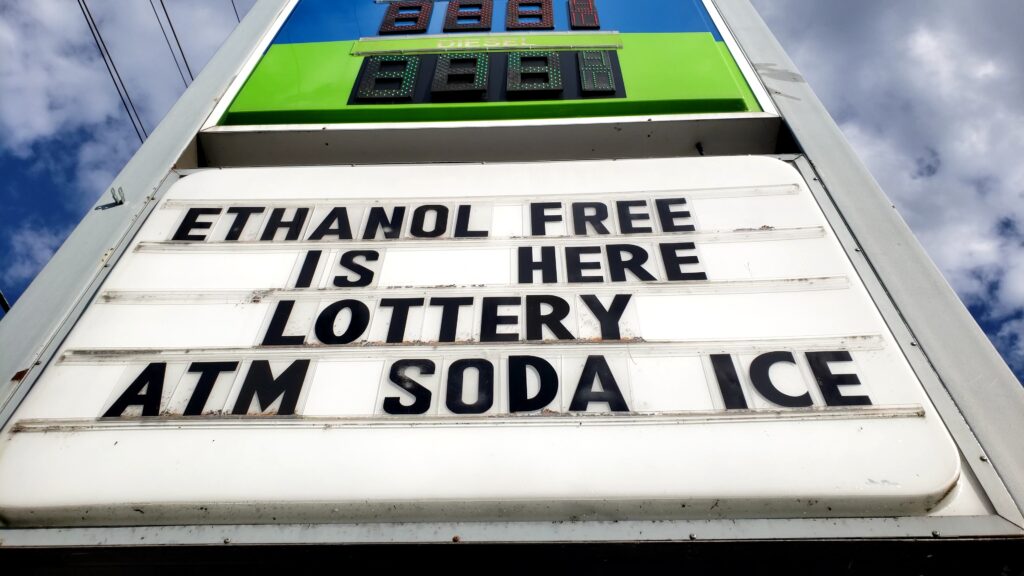 DIESEL
ETHANOL FREE
IS HERE
LOTTERY
ATM SODA ICE